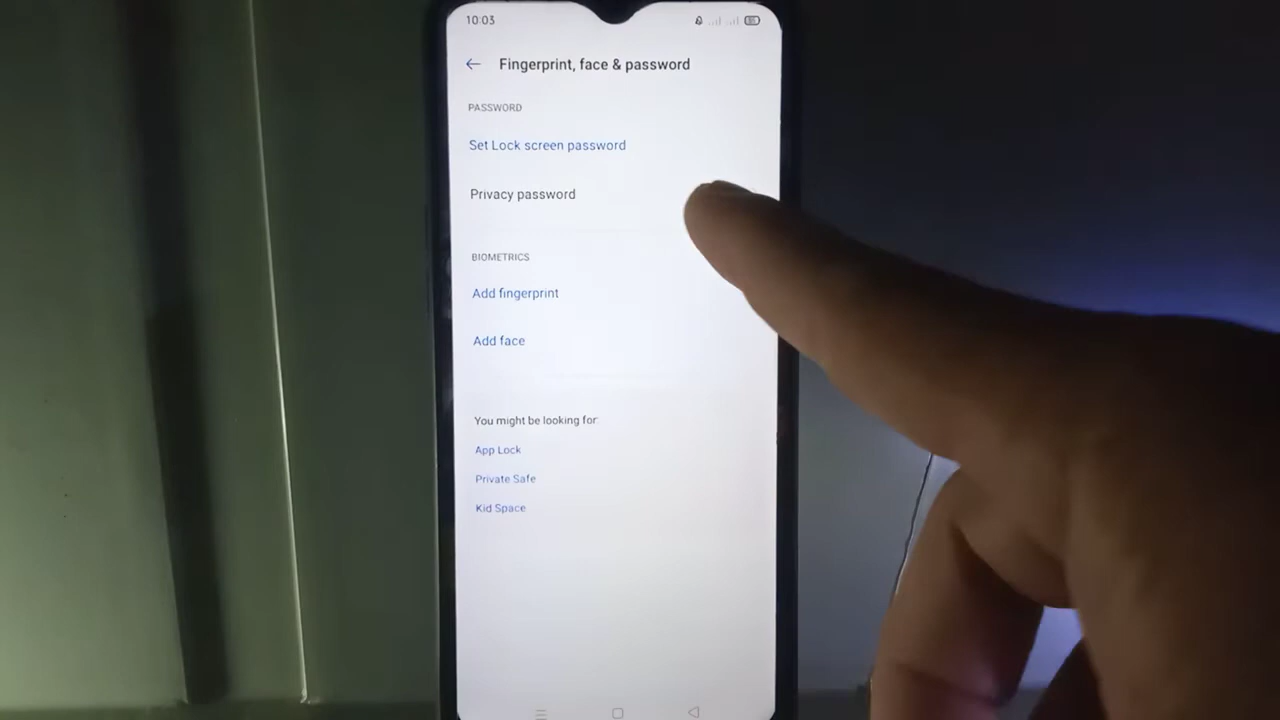 10:03
Fingerprint, face & password
PASSWORD
Set Lock screen password
Privacy password
BIOMETRICS
Add fingerprint
Add face
You might be looking for:
App Lock
Private Safe
Kid Space